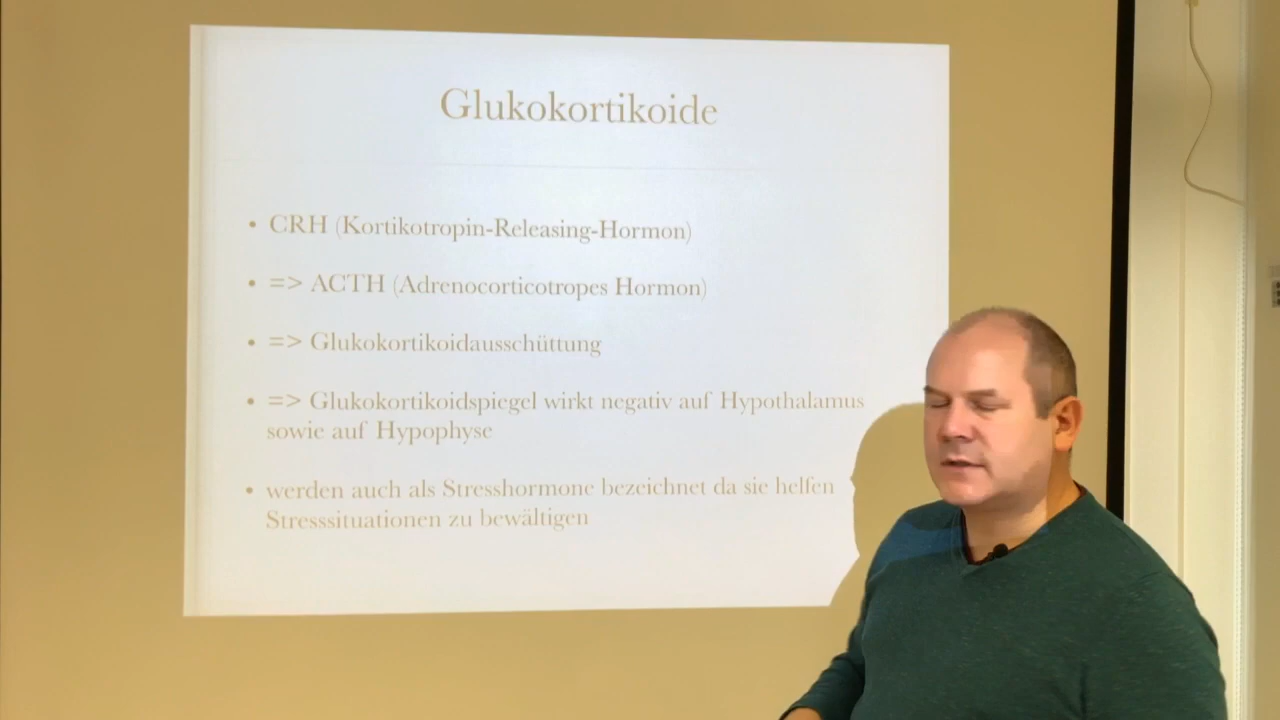 Glukokortikoide
• CRH (Kortikotropin-Releasing-Hormon)
• => ACTH (Adrenocorticotropes Hormon)
• => Glukokortikoidausschüttung
• => Glukokortikoidspiegel wirkt negativ auf Hypothalamus
sowie auf Hypophyse
• werden auch als Stresshormone bezeichnet da sie helfen
Stresssituationen zu bewältigen